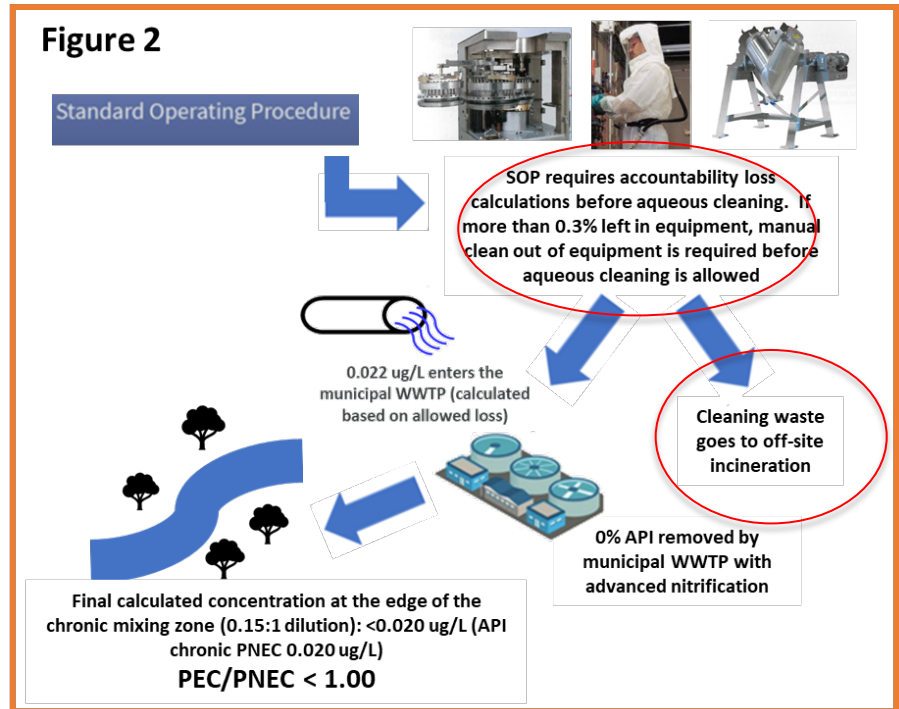 Figure 2
Standard Operating Procedure
SOP requires accountability loss
calculations before aqueous cleaning.  If
more than 0.3% left in equipment, manual
clean out of equipment is required before
aqueous cleaning is allowed
0.022 ug/L enters the
municipal WWTP (calculated
based on allowed loss)
Cleaning waste
goes to off-site
incineration
0% API removed by
municipal WWTP with
advanced nitrification
Final calculated concentration at the edge of the
chronic mixing zone (0.15:1 dilution): <0.020 ug/L (API
chronic PNEC 0.020 ug/L)
PEC/PNEC < 1.00